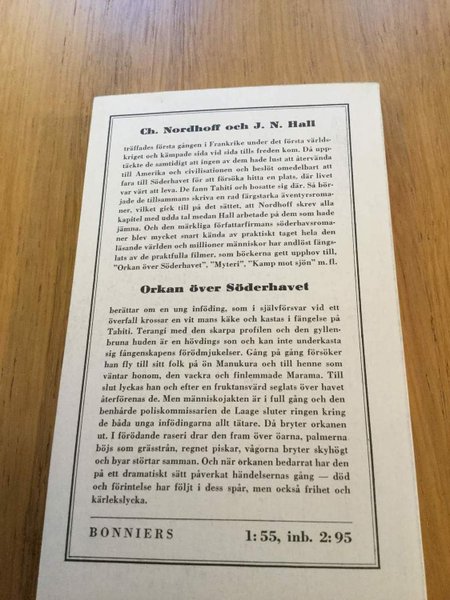 Ch. Nordhoff och J. N. Hall
träffades första gången i Frankrike under det första världs-
kriget och kämpade sida vid sida tills freden kom. Då upp-
täckte de samtidigt att ingen av dem hade lust att återvända
till Amerika och civilisationen och beslöt omedelbart att
fara till Söderhavet för att försöka hitta en plats, där livet
var värt att leva. De fann Tahiti och bosatte sig där. Så bör-
jade de tillsammans skriva en rad färgstarka äventyrsroma-
ner, vilket gick till på det sättet, att Nordhoff skrev alla
kapitel med udda tal medan Hall arbetade på dem som hade
jämna. Och den märkliga författarfirmans söderhavsroma-
ner blev mycket snart kända av praktiskt taget hela den
läsande världen och millioner människor har andlöst fängs-
lats av de praktfulla filmer, som böckerna gett upphov till,
"Orkan över Söderhavet", "Myteri", "Kamp mot sjön" m. fl.
Orkan över Söderhavet
berättar om en ung inföding, som i självförsvar vid ett
överfall krossar en vit mans käke och kastas i fängelse på
Tahiti. Terangi med den skarpa profilen och den gyllen-
bruna huden är en hövdings son och kan inte underkasta
sig fångenskapens förödmjukelser. Gång på gång försöker
han fly till sitt folk på ön Manukura och till henne som
väntar honom, den vackra och finlemmade Marama. Till
slut lyckas han och efter en fruktansvärd seglats över havet
återförenas de. Men människojakten är i full gång och den
benhårde poliskommissarien de Laage sluter ringen kring
de båda unga infödingarna allt tätare. Då bryter orkanen
ut. I förödande raseri drar den fram över öarna, palmerna
böjs som grässtrån, regnet piskar, vågorna bryter skyhögt
och byar störtar samman. Och när orkanen bedarrat har den
på ett dramatiskt sätt påverkat händelsernas gång — död
och förintelse har följt i dess spår, men också frihet och
kärlekslycka.
BONNIERS 1:55, inb. 2:95